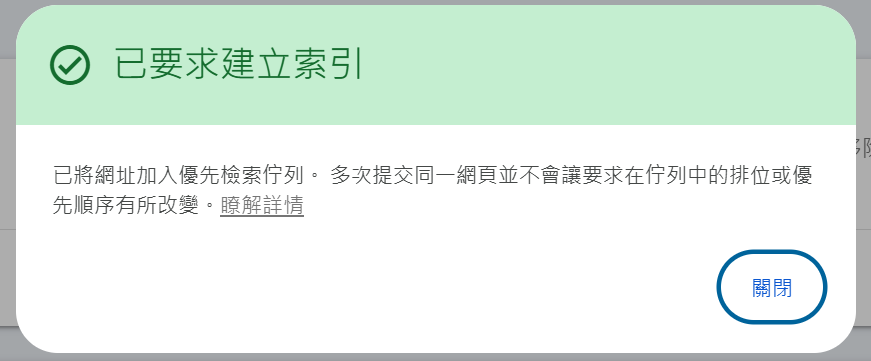 已要求建立索引
已將網址加入優先檢索佇列。 多次提交同一網頁並不會讓要求在佇列中的排位或優
先順序有所改變。瞭解詳情
關閉